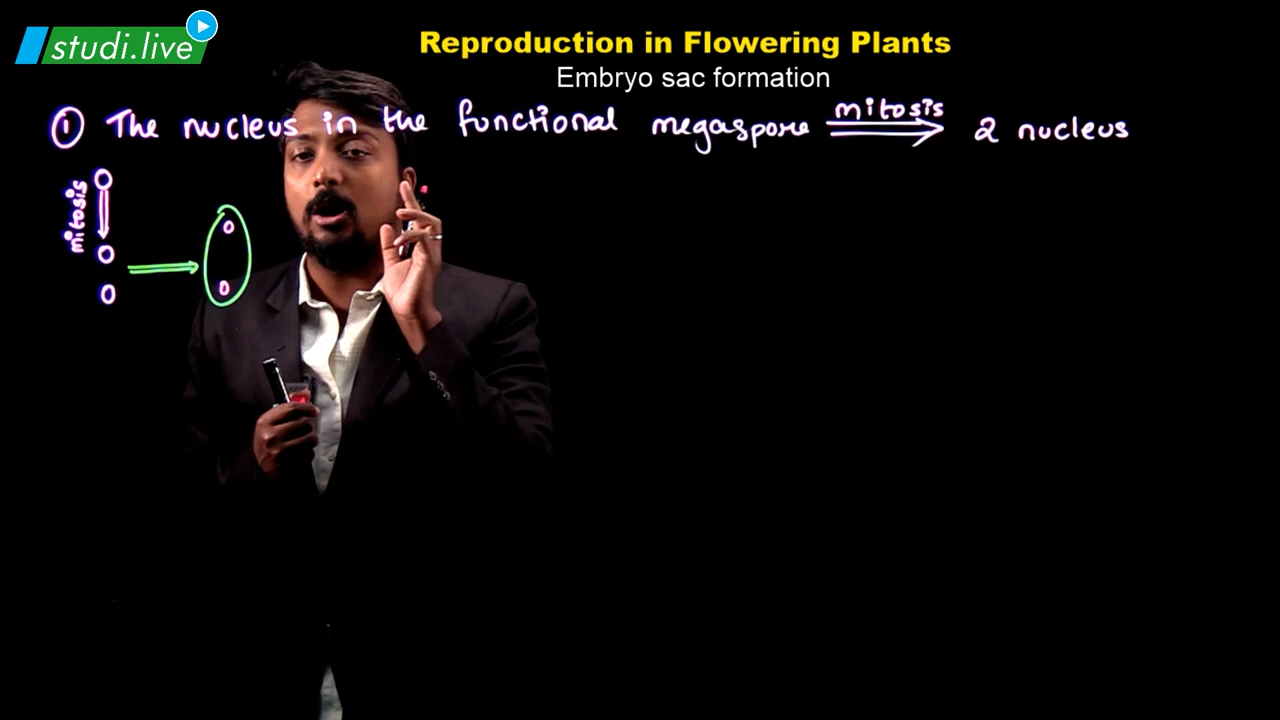 studi.live
Reproduction in Flowering Plants
Embryo sac formation
① The nucleus in the functional megaspore mitosis 2 nucleus
mitosis